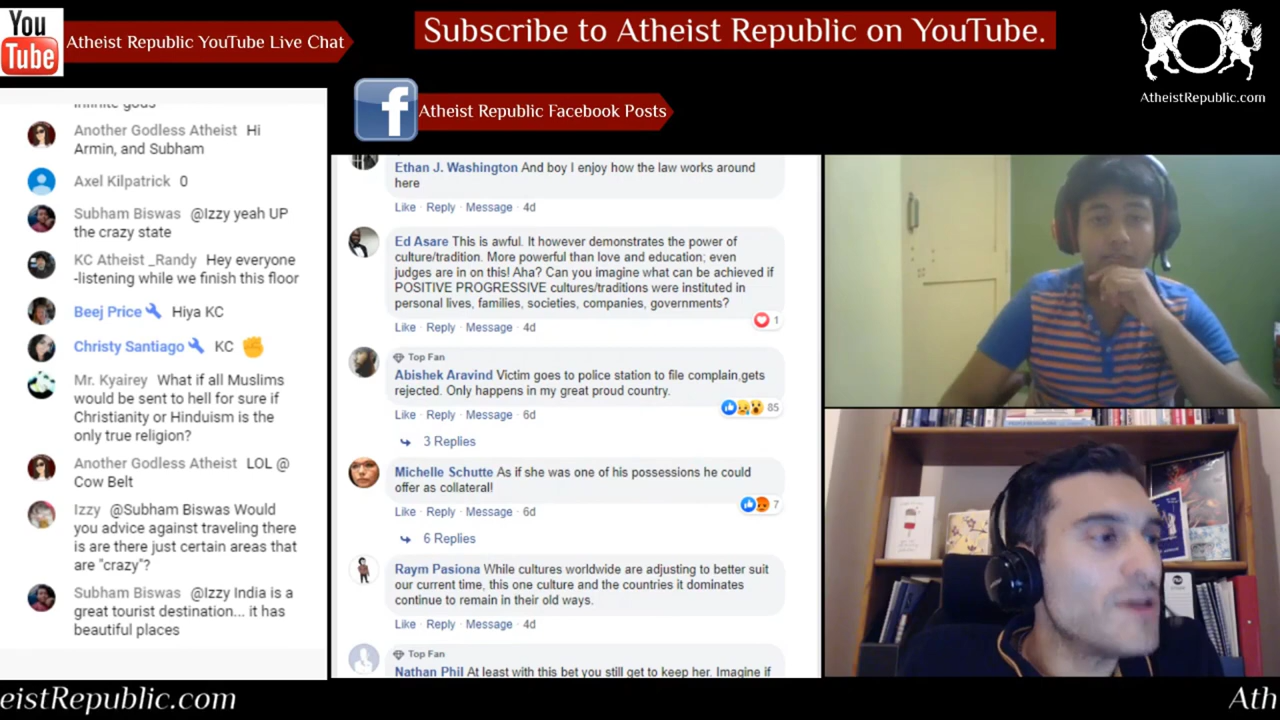 You
Tube
Atheist Republic YouTube Live Chat
Subscribe to Atheist Republic on YouTube.
AtheistRepublic.com
Atheist Republic Facebook Posts
infinite gods
Another Godless Atheist Hi
Armin, and Subham
Axel Kilpatrick 0
Subham Biswas @Izzy yeah UP
the crazy state
KC Atheist _Randy Hey everyone
-listening while we finish this floor
Beej Price Hiya KC
Christy Santiago KC ✊
Mr. Kyairey What if all Muslims
would be sent to hell for sure if
Christianity or Hinduism is the
only true religion?
Another Godless Atheist LOL @
Cow Belt
Izzy @Subham Biswas Would
you advice against traveling there
is are there just certain areas that
are "crazy"?
Subham Biswas @Izzy India is a
great tourist destination... it has
beautiful places
Ethan J. Washington And boy I enjoy how the law works around
here
Like · Reply · Message · 4d
Ed Asare This is awful. It however demonstrates the power of
culture/tradition. More powerful than love and education; even
judges are in on this! Aha? Can you imagine what can be achieved if
POSITIVE PROGRESSIVE cultures/traditions were instituted in
personal lives, families, societies, companies, governments?
1
Like · Reply · Message · 4d
Top Fan
Abishek Aravind Victim goes to police station to file complain,gets
rejected. Only happens in my great proud country.
85
Like · Reply · Message · 6d
3 Replies
Michelle Schutte As if she was one of his possessions he could
offer as collateral!
7
Like · Reply · Message · 6d
6 Replies
Raym Pasiona While cultures worldwide are adjusting to better suit
our current time, this one culture and the countries it dominates
continue to remain in their old ways.
Like · Reply · Message · 4d
Top Fan
Nathan Phil At least with this bet you still get to keep her. Imagine if
eistRepublic.com
Ath